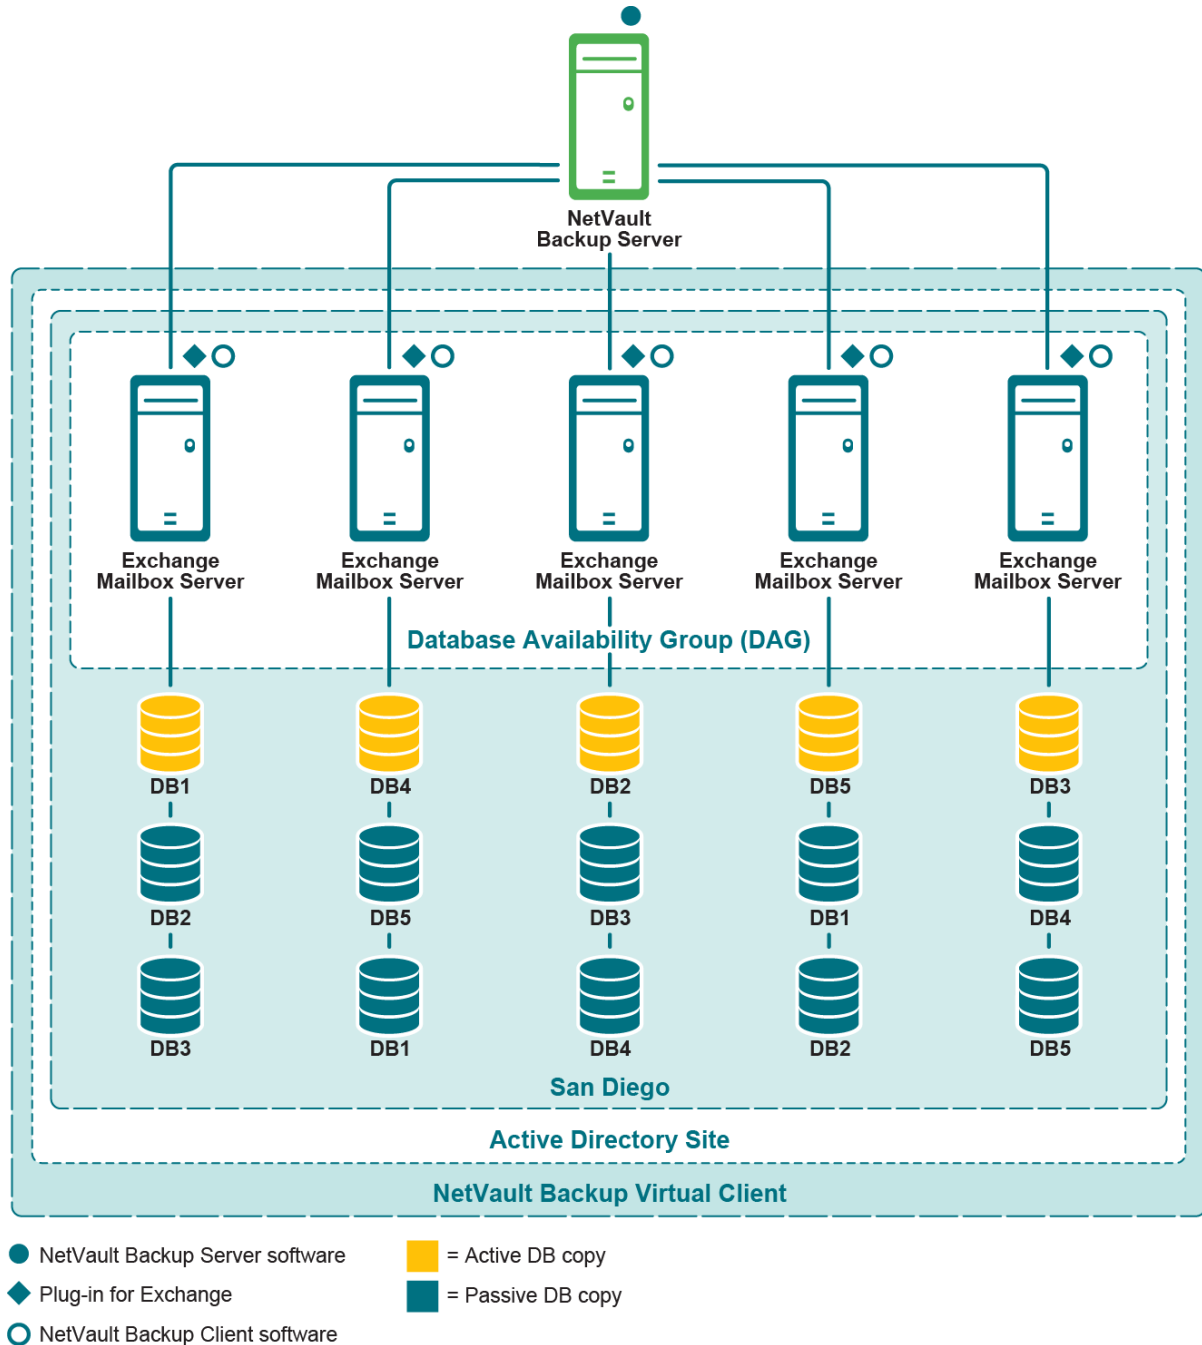 NetVault
Backup Server
Exchange
Mailbox Server
Exchange
Mailbox Server
Exchange
Mailbox Server
Exchange
Mailbox Server
Exchange
Mailbox Server
Database Availability Group (DAG)
DB1
DB4
DB2
DB5
DB3
DB2
DB5
DB3
DB1
DB4
DB3
DB1
DB4
DB2
DB5
San Diego
Active Directory Site
NetVault Backup Virtual Client
NetVault Backup Server software
= Active DB copy
Plug-in for Exchange
= Passive DB copy
NetVault Backup Client software